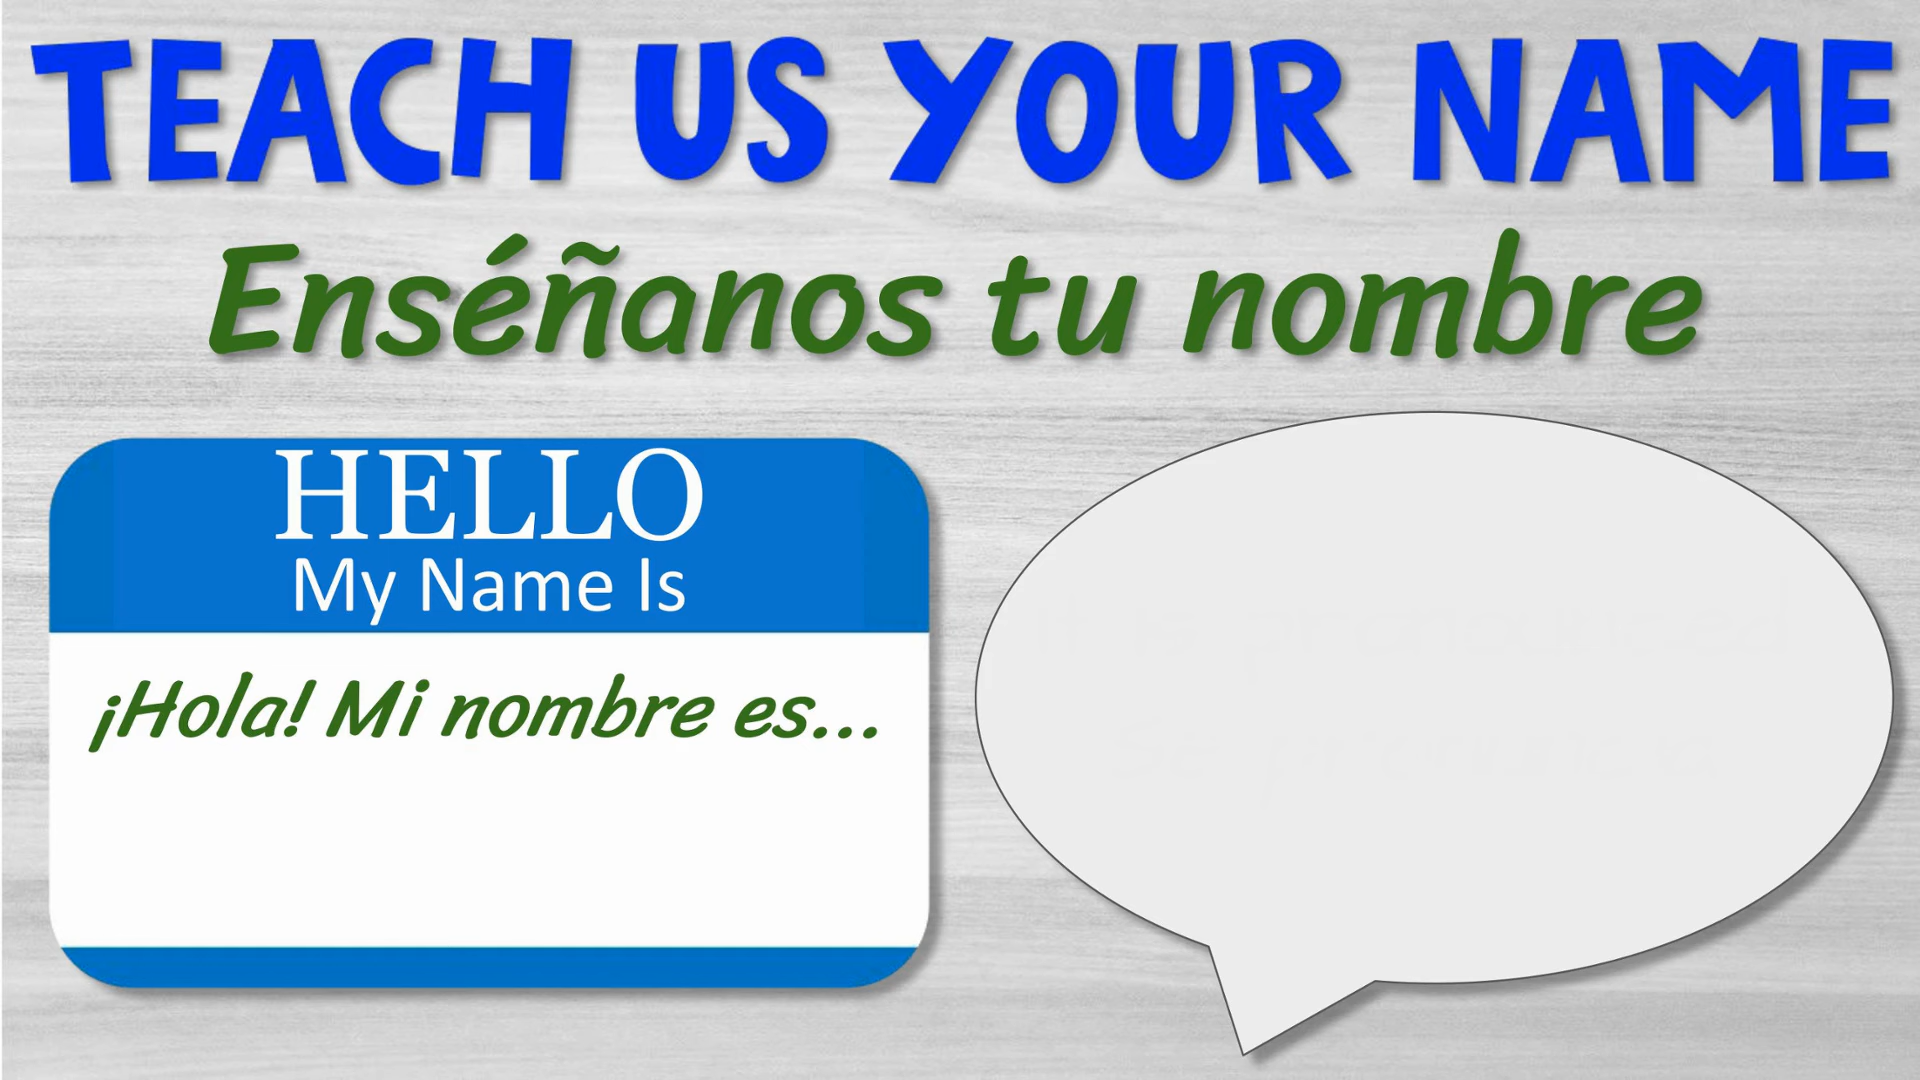 TEACH US YOUR NAME
Enséñanos tu nombre
HELLO
My Name Is
¡Hola! Mi nombre es...